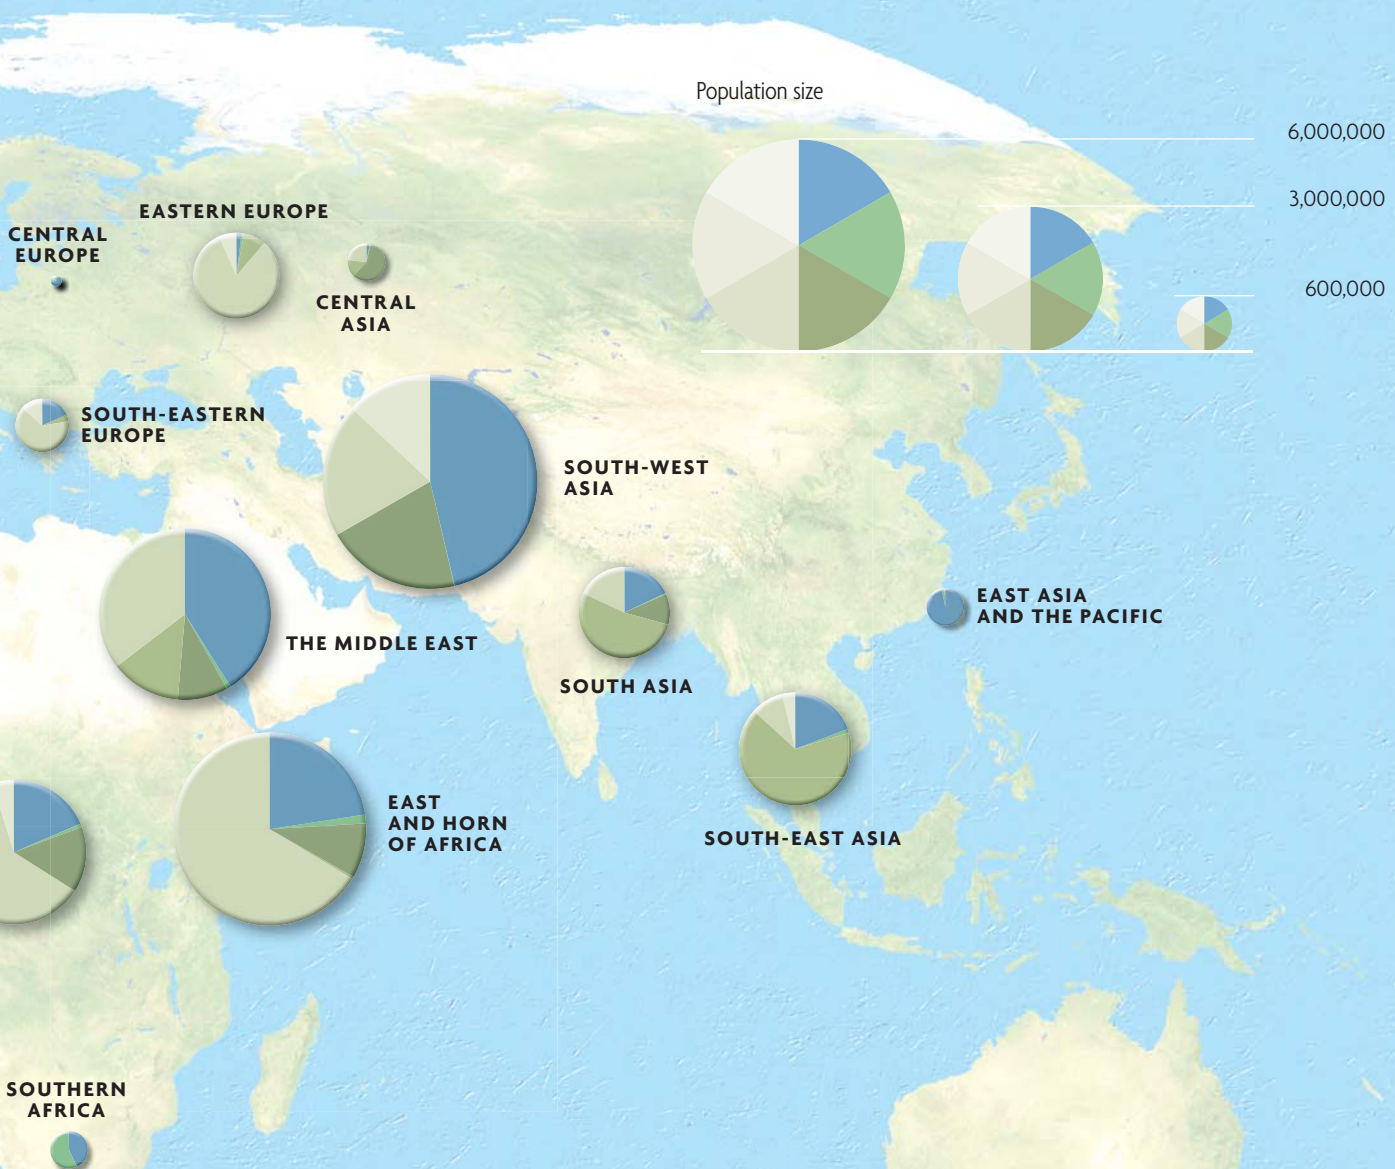 Population size
6,000,000
3,000,000
600,000
EASTERN EUROPE
CENTRAL
EUROPE
CENTRAL
ASIA
SOUTH-EASTERN
EUROPE
SOUTH-WEST
ASIA
THE MIDDLE EAST
SOUTH ASIA
EAST ASIA
AND THE PACIFIC
EAST
AND HORN
OF AFRICA
SOUTH-EAST ASIA
SOUTHERN
AFRICA